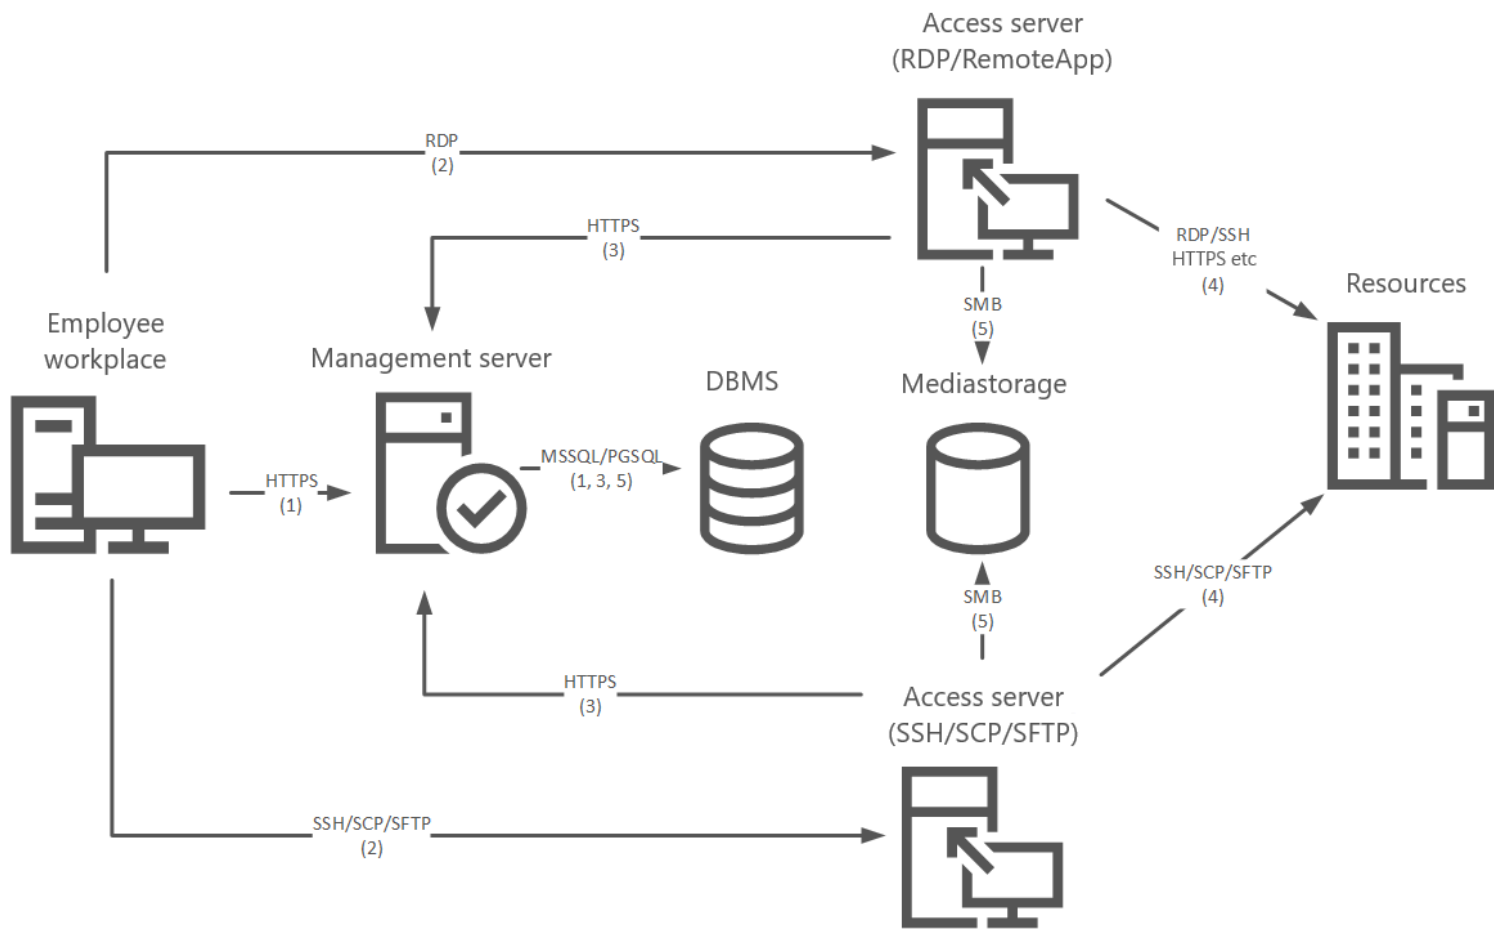 Access server
(RDP/RemoteApp)
RDP
(2)
HTTPS
(3)
RDP/SSH
HTTPS etc
(4)
Resources
SMB
(5)
Employee
workplace
Management server
DBMS
Mediastorage
MSSQL/PGSQL
(1, 3, 5)
HTTPS
(1)
SSH/SCP/SFTP
(4)
SMB
(5)
HTTPS
(3)
Access server
(SSH/SCP/SFTP)
SSH/SCP/SFTP
(2)